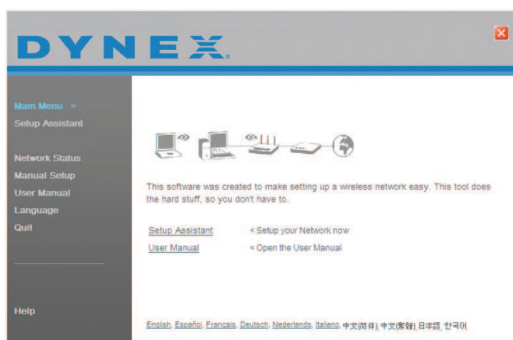 DYNEX
Main Menu >
Setup Assistant
Network Status
Manual Setup
User Manual
Language
Quit
Help
This software was created to make setting up a wireless network easy. This tool does
the hard stuff, so you don't have to.
Setup Assistant < Setup your Network now
User Manual < Open the User Manual
English, Español, Francais, Deutsch, Nederlands, Italiano, 中文(简体), 中文(繁體), 日本語, 한국어